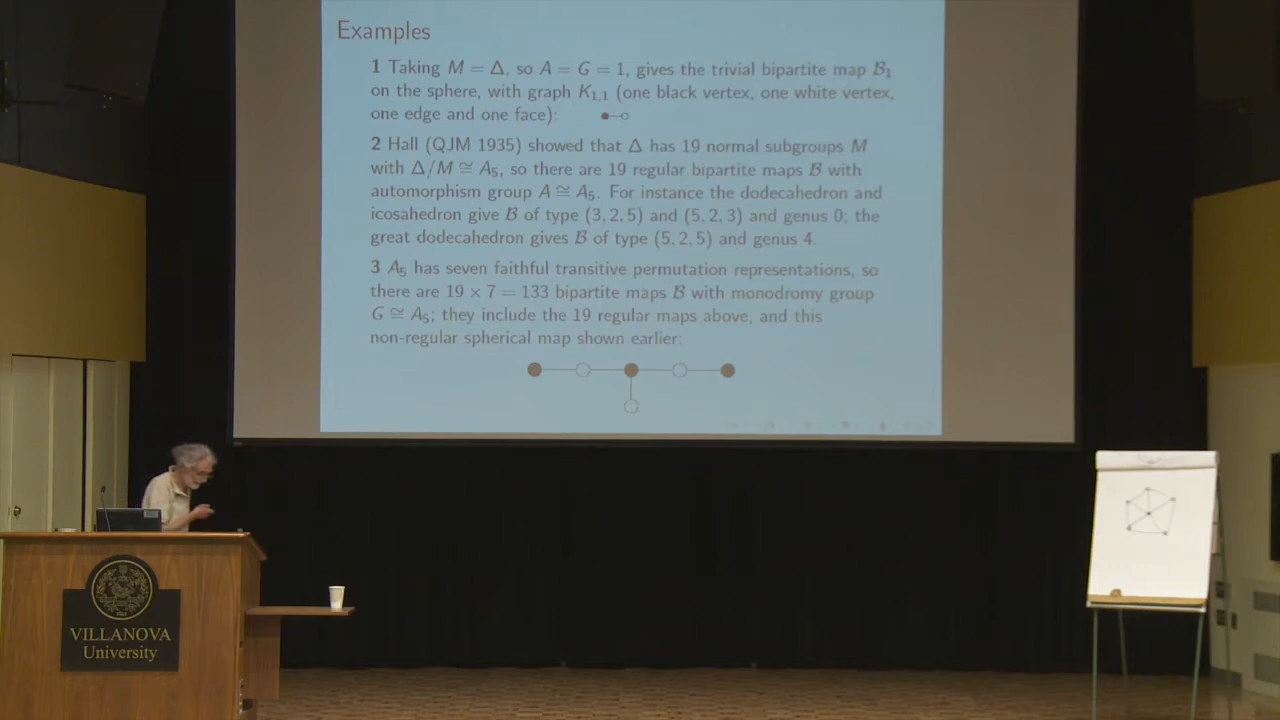 Examples
1 Taking M = Δ, so A = G = 1, gives the trivial bipartite map ℬ₁
on the sphere, with graph K₁,₁ (one black vertex, one white vertex,
one edge and one face):
2 Hall (QJM 1935) showed that Δ has 19 normal subgroups M
with Δ/M ≅ A₅, so there are 19 regular bipartite maps ℬ with
automorphism group A ≅ A₅. For instance the dodecahedron and
icosahedron give ℬ of type (3, 2, 5) and (5, 2, 3) and genus 0; the
great dodecahedron gives ℬ of type (5, 2, 5) and genus 4.
3 A₅ has seven faithful transitive permutation representations, so
there are 19 × 7 = 133 bipartite maps ℬ with monodromy group
G ≅ A₅; they include the 19 regular maps above, and this
non-regular spherical map shown earlier:
VILLANOVA
University